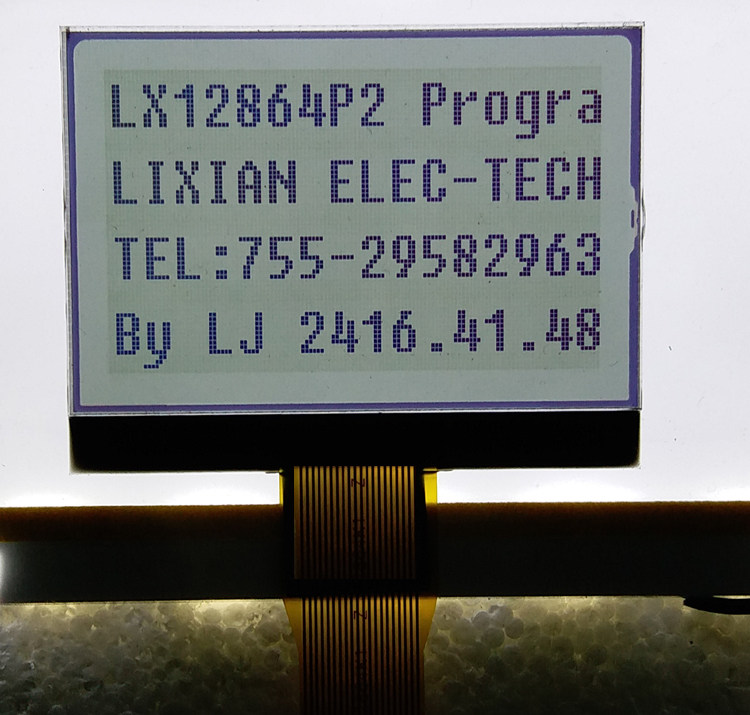 LX12864P2 Progra
LIXIAN ELEC-TECH
TEL:755-29582963
By LJ 2416.41.48